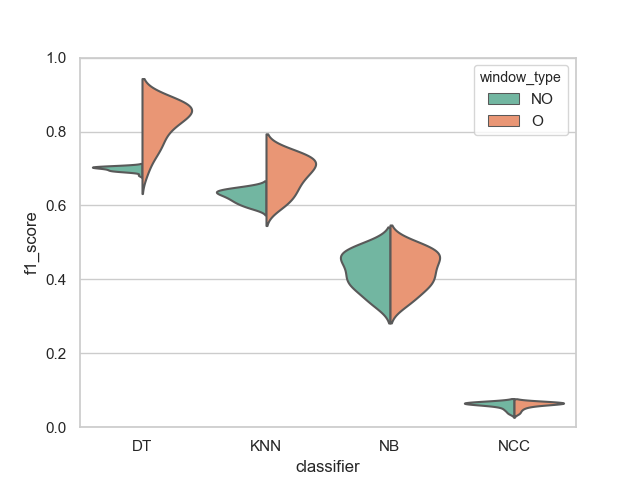 1.0
0.8
0.6
0.4
0.2
0.0
f1_score
DT
KNN
NB
NCC
classifier
window_type
NO
O